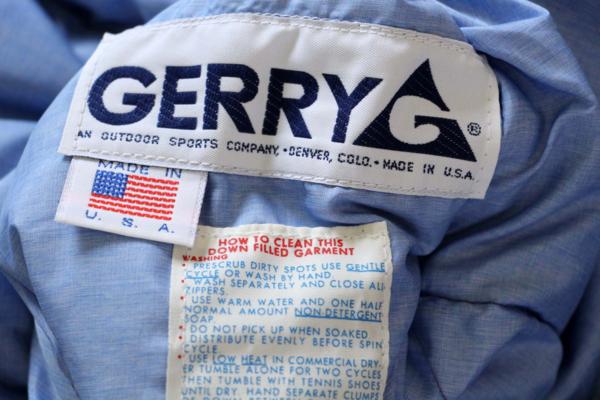 GERRY G ®
AN OUTDOOR SPORTS COMPANY, • DENVER, COLO. • MADE IN U.S.A.
MADE IN
U. S. A.
HOW TO CLEAN THIS
DOWN FILLED GARMENT
WASHING
• PRESCRUB DIRTY SPOTS USE GENTLE
CYCLE OR WASH BY HAND.
• WASH SEPARATELY AND CLOSE ALL
ZIPPERS.
• USE WARM WATER AND ONE HALF
NORMAL AMOUNT NON-DETERGENT
SOAP.
• DO NOT PICK UP WHEN SOAKED
DISTRIBUTE EVENLY BEFORE SPIN
CYCLE.
• USE LOW HEAT IN COMMERCIAL DRY-
ER TUMBLE ALONE FOR TWO CYCLES
THEN TUMBLE WITH TENNIS SHOES
UNTIL DRY. HAND SEPARATE CLUMPS
OF DOWN BETWEEN